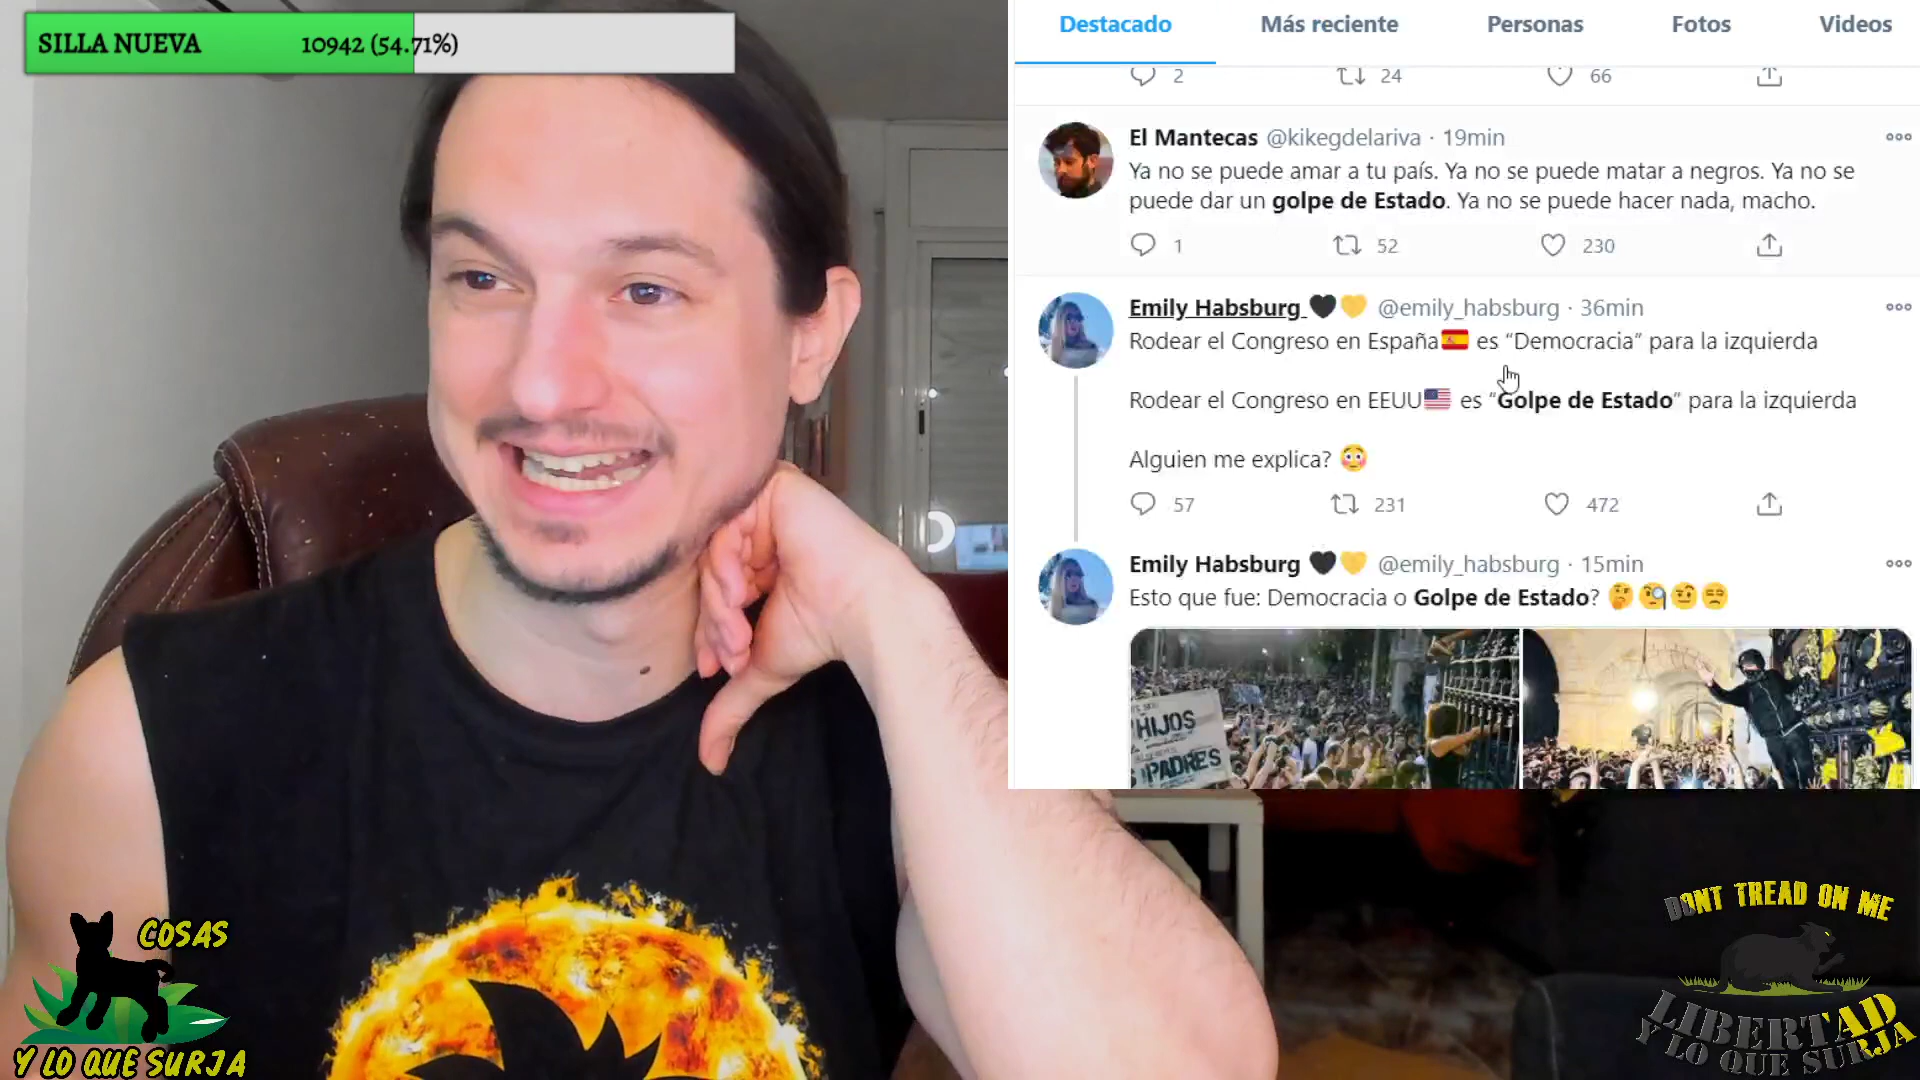 SILLA NUEVA 10942 (54.71%)
Destacado Más reciente Personas Fotos Videos
2 24 66
El Mantecas @kikegdelariva · 19min
Ya no se puede amar a tu país. Ya no se puede matar a negros. Ya no se
puede dar un golpe de Estado. Ya no se puede hacer nada, macho.
1 52 230
Emily Habsburg @emily_habsburg · 36min
Rodear el Congreso en España es “Democracia” para la izquierda
Rodear el Congreso en EEUU es “Golpe de Estado” para la izquierda
Alguien me explica?
57 231 472
Emily Habsburg @emily_habsburg · 15min
Esto que fue: Democracia o Golpe de Estado?
HIJOS
PADRES
COSAS
Y LO QUE SURJA
DONT TREAD ON ME
LIBERTAD
Y LO QUE SURJA